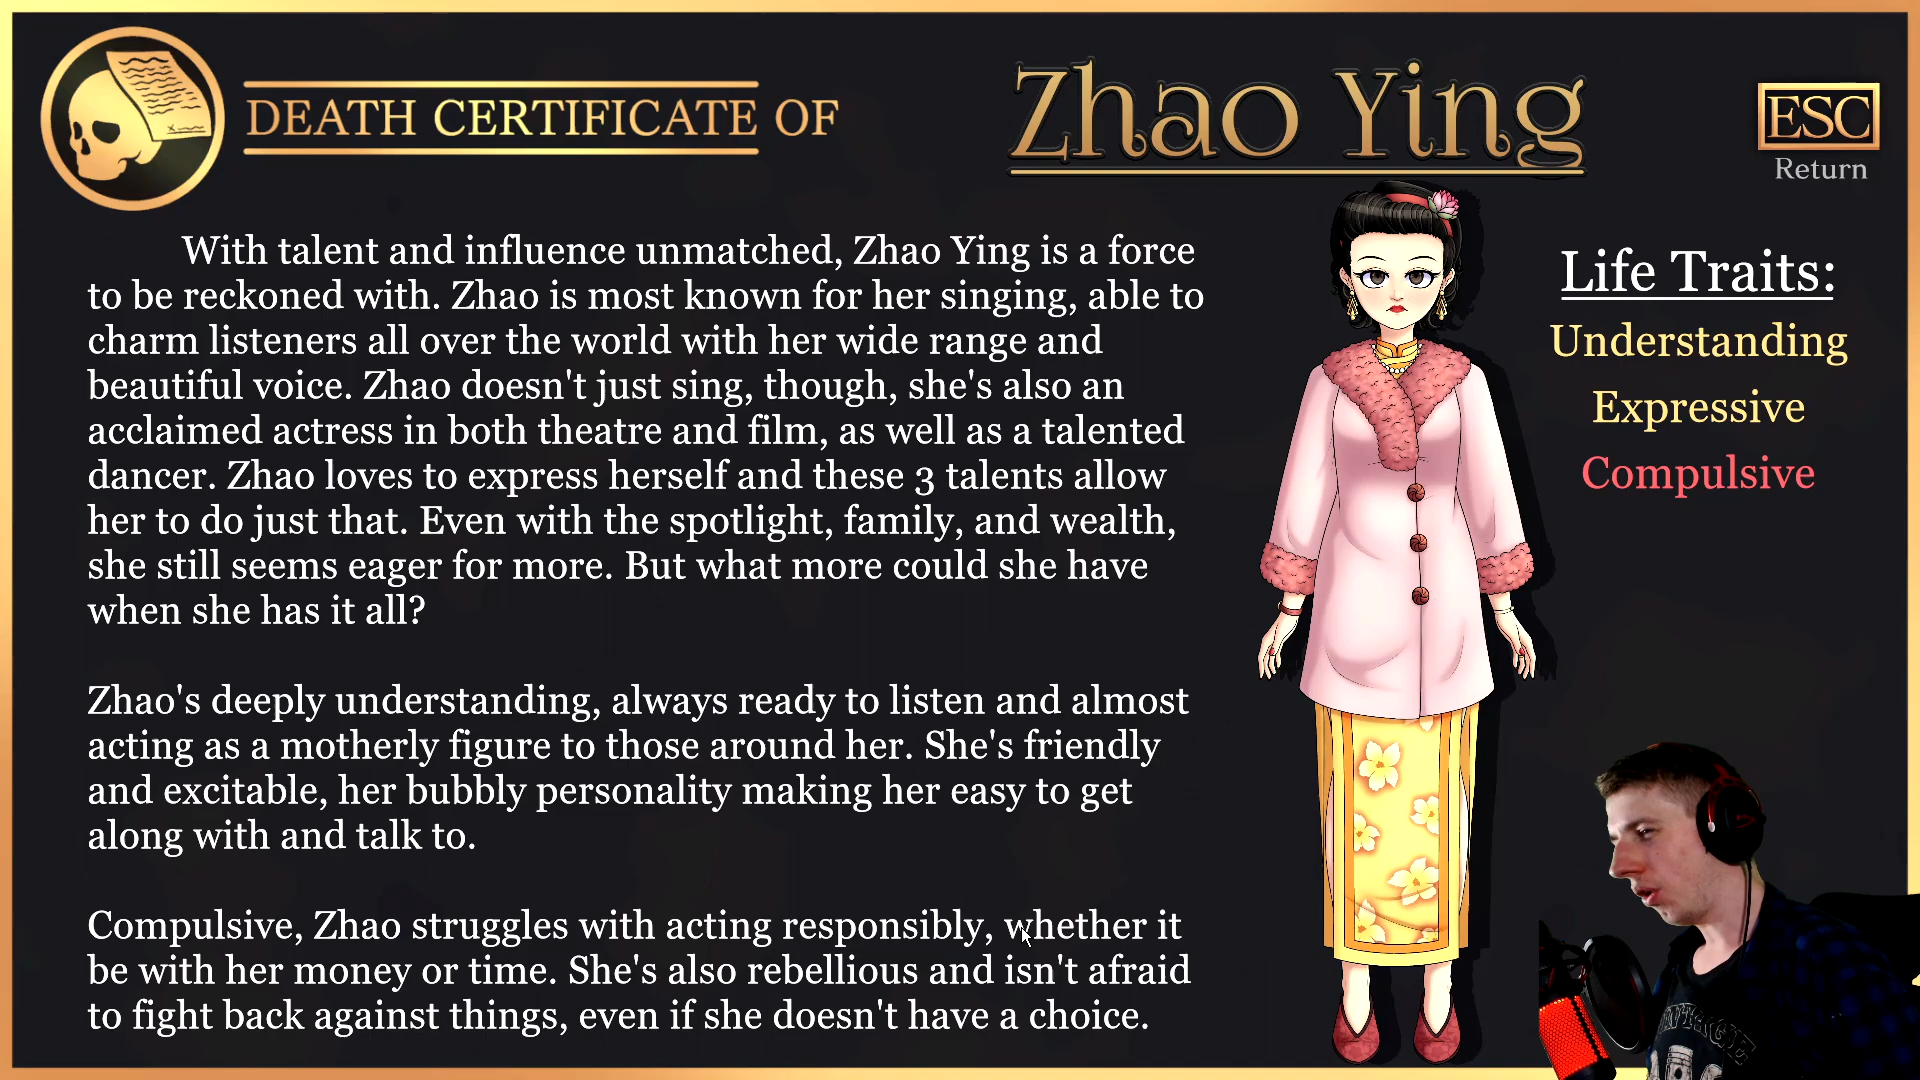 DEATH CERTIFICATE OF
Zhao Ying
ESC
Return
With talent and influence unmatched, Zhao Ying is a force
to be reckoned with. Zhao is most known for her singing, able to
charm listeners all over the world with her wide range and
beautiful voice. Zhao doesn't just sing, though, she's also an
acclaimed actress in both theatre and film, as well as a talented
dancer. Zhao loves to express herself and these 3 talents allow
her to do just that. Even with the spotlight, family, and wealth,
she still seems eager for more. But what more could she have
when she has it all?
Zhao's deeply understanding, always ready to listen and almost
acting as a motherly figure to those around her. She's friendly
and excitable, her bubbly personality making her easy to get
along with and talk to.
Compulsive, Zhao struggles with acting responsibly, whether it
be with her money or time. She's also rebellious and isn't afraid
to fight back against things, even if she doesn't have a choice.
Life Traits:
Understanding
Expressive
Compulsive